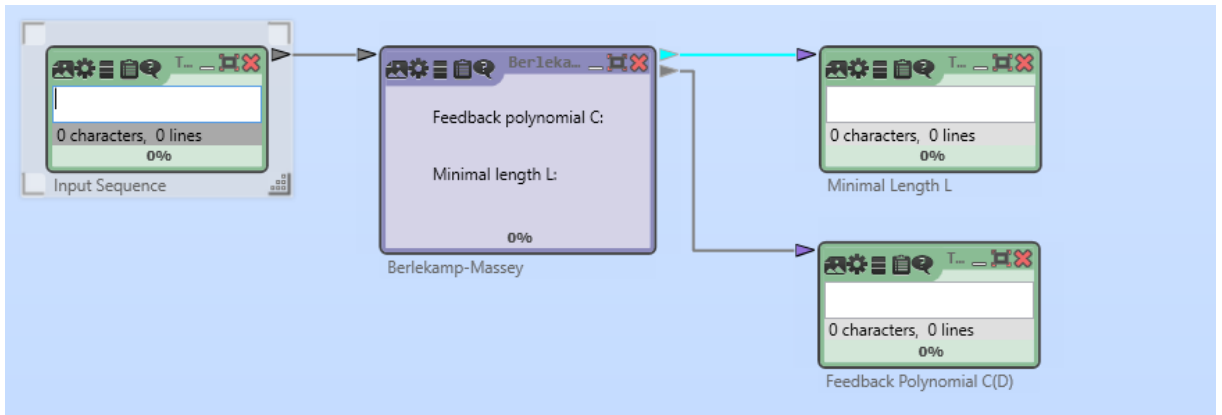 T...
0 characters, 0 lines
0%
Input Sequence
Berleka...
Feedback polynomial C:
Minimal length L:
0%
Berlekamp-Massey
T...
0 characters, 0 lines
0%
Minimal Length L
T...
0 characters, 0 lines
0%
Feedback Polynomial C(D)